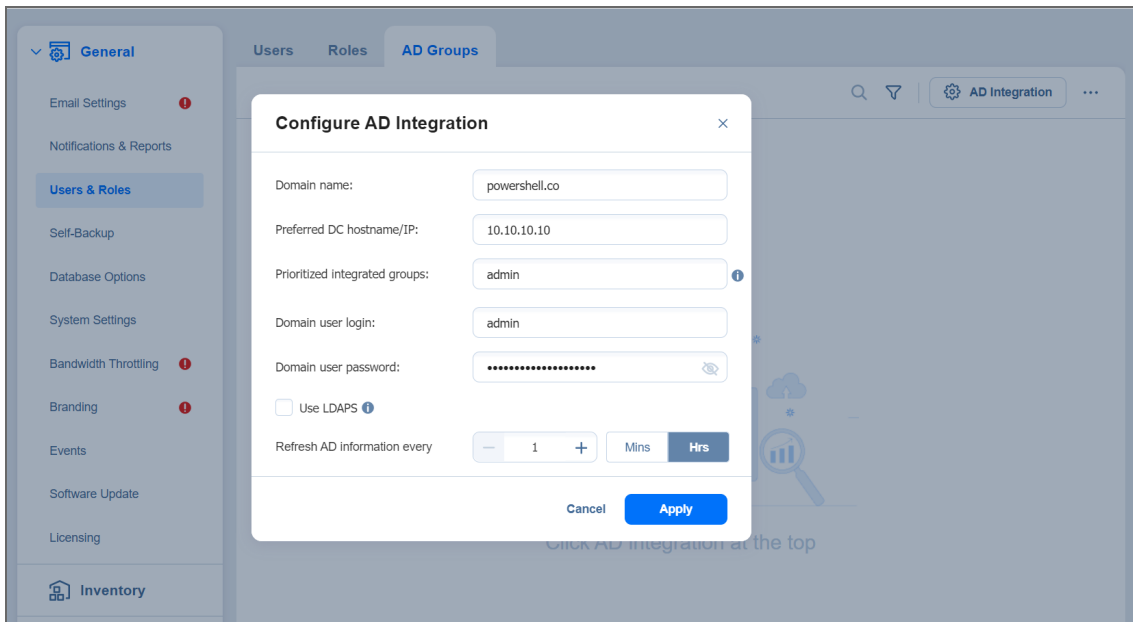 General
Users
Roles
AD Groups
Email Settings
AD Integration
Notifications & Reports
Users & Roles
Self-Backup
Database Options
System Settings
Bandwidth Throttling
Branding
Events
Software Update
Licensing
Inventory
Configure AD Integration
Domain name:
powershell.co
Preferred DC hostname/IP:
10.10.10.10
Prioritized integrated groups:
admin
Domain user login:
admin
Domain user password:
••••••••••••••••••••
Use LDAPS
Refresh AD information every
1
Mins
Hrs
Cancel
Apply
Click AD Integration at the top